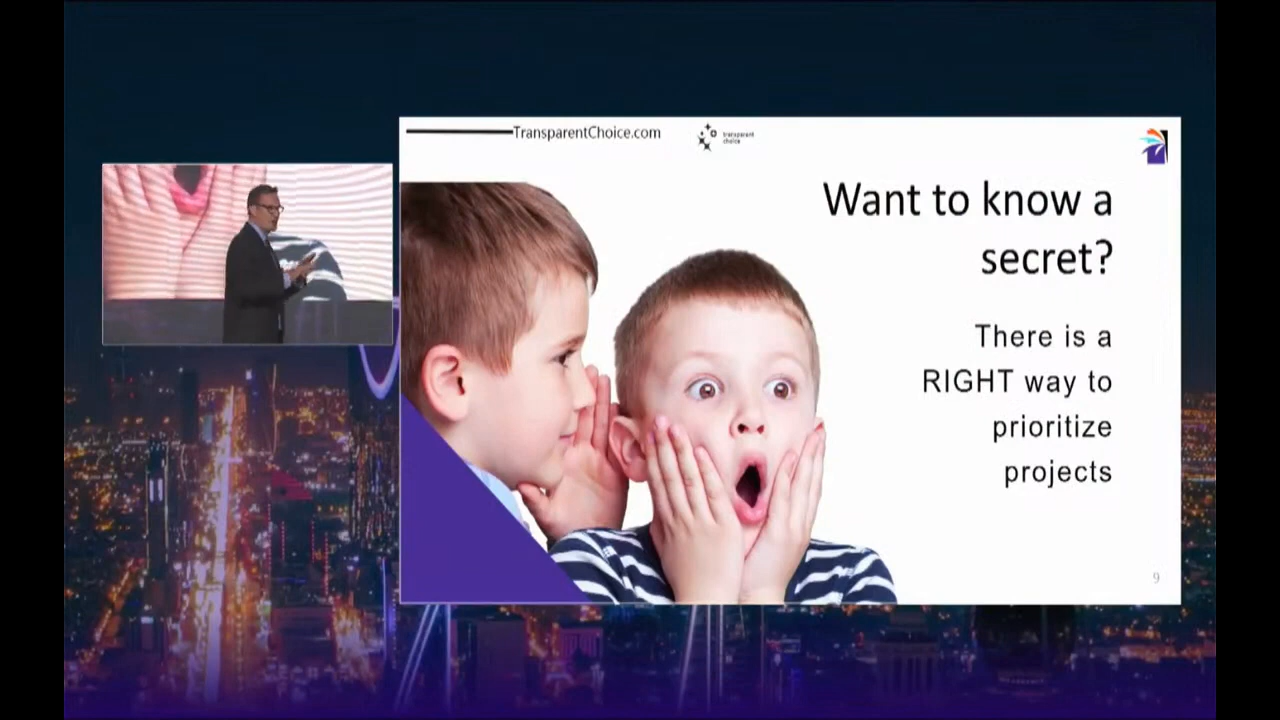 TransparentChoice.com
transparent
choice
Want to know a
secret?
There is a
RIGHT way to
prioritize
projects
9